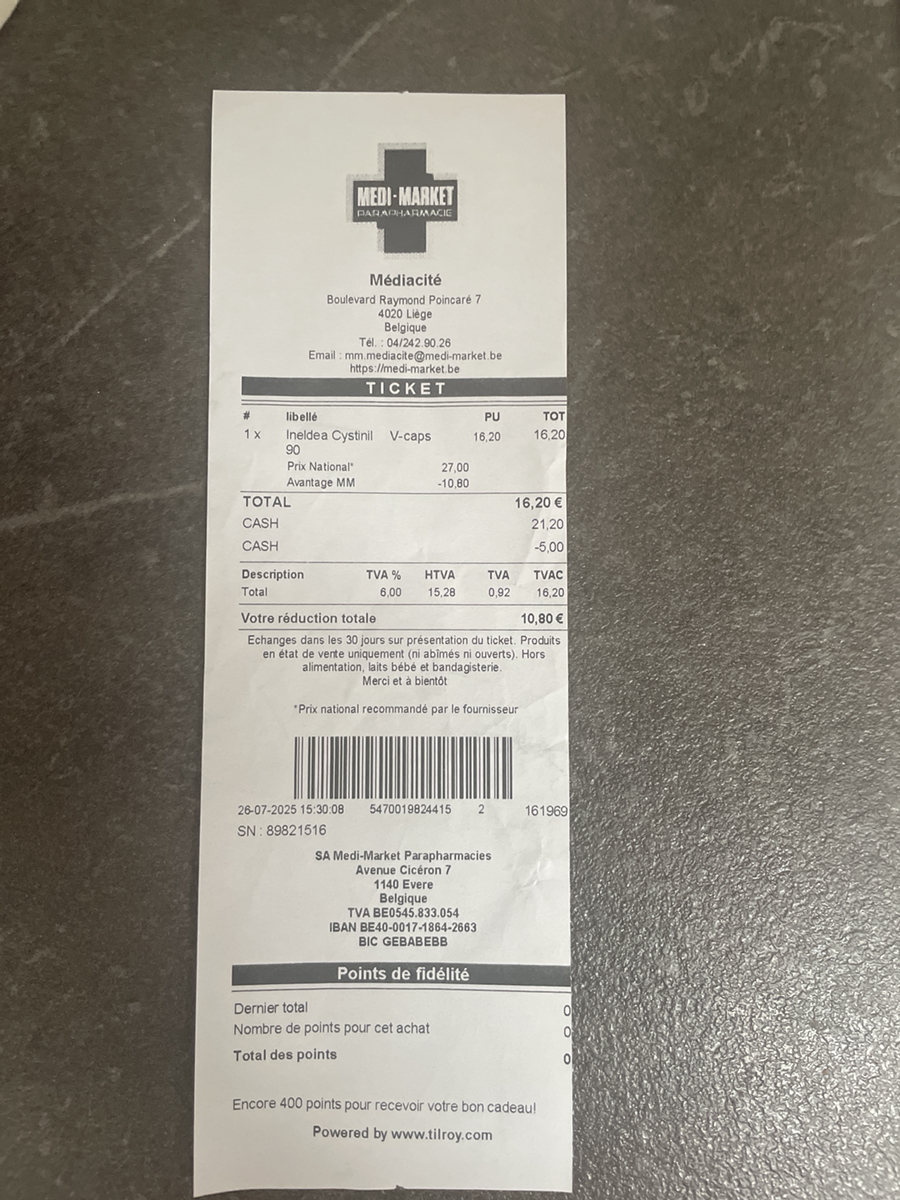 MEDI-MARKET
PARAPHARMACIE
Médiacité
Boulevard Raymond Poincaré 7
4020 Liège
Belgique
Tél. : 04/242.90.26
Email : mm.mediacite@medi-market.be
https://medi-market.be
TICKET
# libellé PU TOT
1 x Ineldea Cystinil V-caps 16,20 16,20
90
Prix National* 27,00
Avantage MM -10,80
TOTAL 16,20 €
CASH 21,20
CASH -5,00
Description TVA % HTVA TVA TVAC
Total 6,00 15,28 0,92 16,20
Votre réduction totale 10,80 €
Echanges dans les 30 jours sur présentation du ticket. Produits
en état de vente uniquement (ni abîmés ni ouverts). Hors
alimentation, laits bébé et bandagisterie.
Merci et à bientôt
*Prix national recommandé par le fournisseur
26-07-2025 15:30:08 5470019824415 2 161969
SN : 89821516
SA Medi-Market Parapharmacies
Avenue Cicéron 7
1140 Evere
Belgique
TVA BE0545.833.054
IBAN BE40-0017-1864-2663
BIC GEBABEBB
Points de fidélité
Dernier total 0
Nombre de points pour cet achat 0
Total des points 0
Encore 400 points pour recevoir votre bon cadeau!
Powered by www.tilroy.com